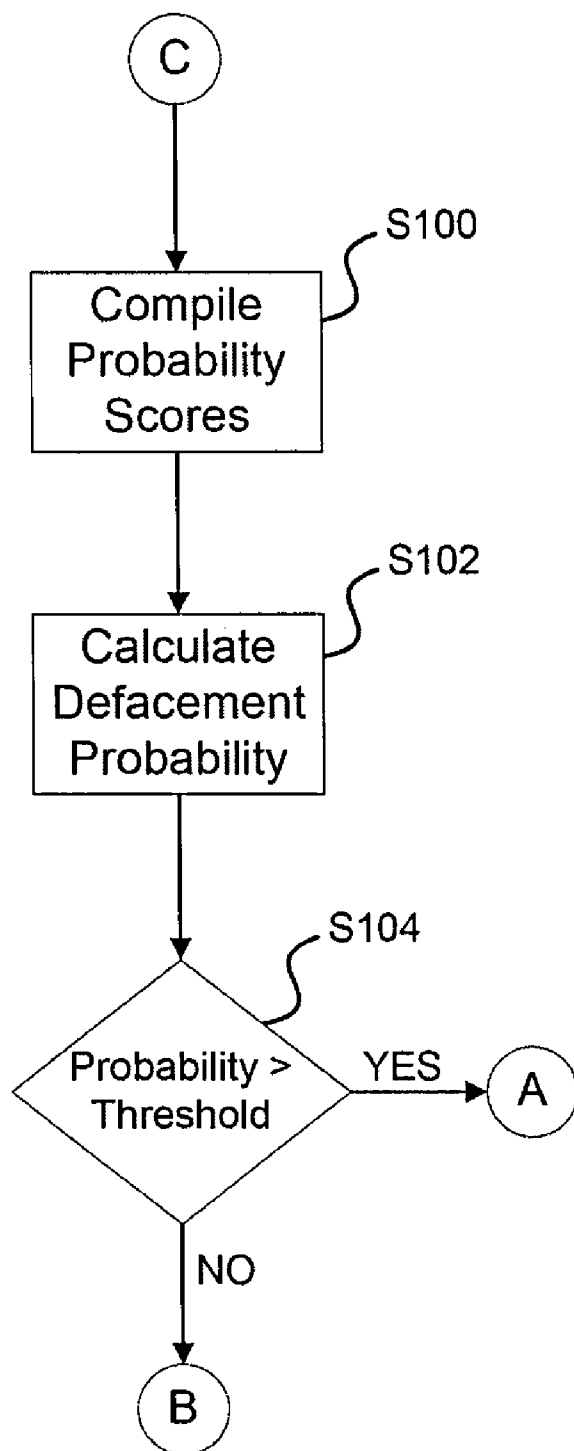 C
S100
Compile
Probability
Scores
S102
Calculate
Defacement
Probability
S104
Probability >
Threshold
YES
A
NO
B